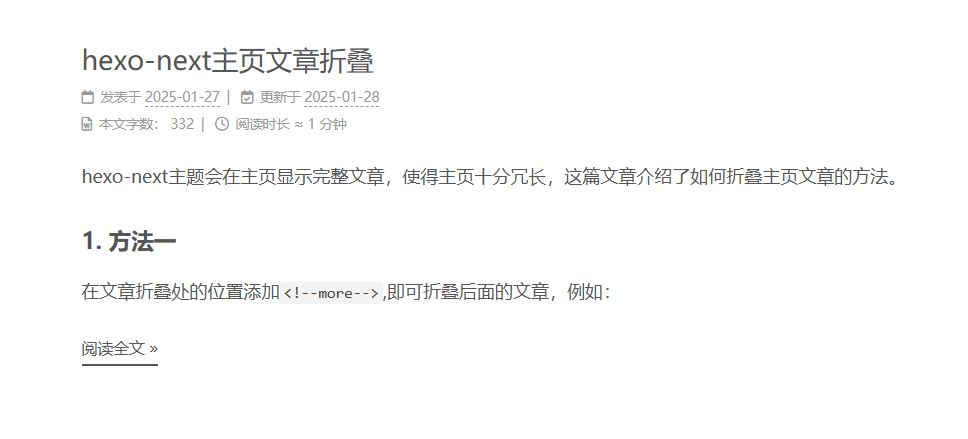 hexo-next主页文章折叠
发表于 2025-01-27 | 更新于 2025-01-28
本文字数： 332 | 阅读时长 ≈ 1 分钟
hexo-next主题会在主页显示完整文章，使得主页十分冗长，这篇文章介绍了如何折叠主页文章的方法。
1. 方法一
在文章折叠处的位置添加<!--more-->,即可折叠后面的文章，例如：
阅读全文 »